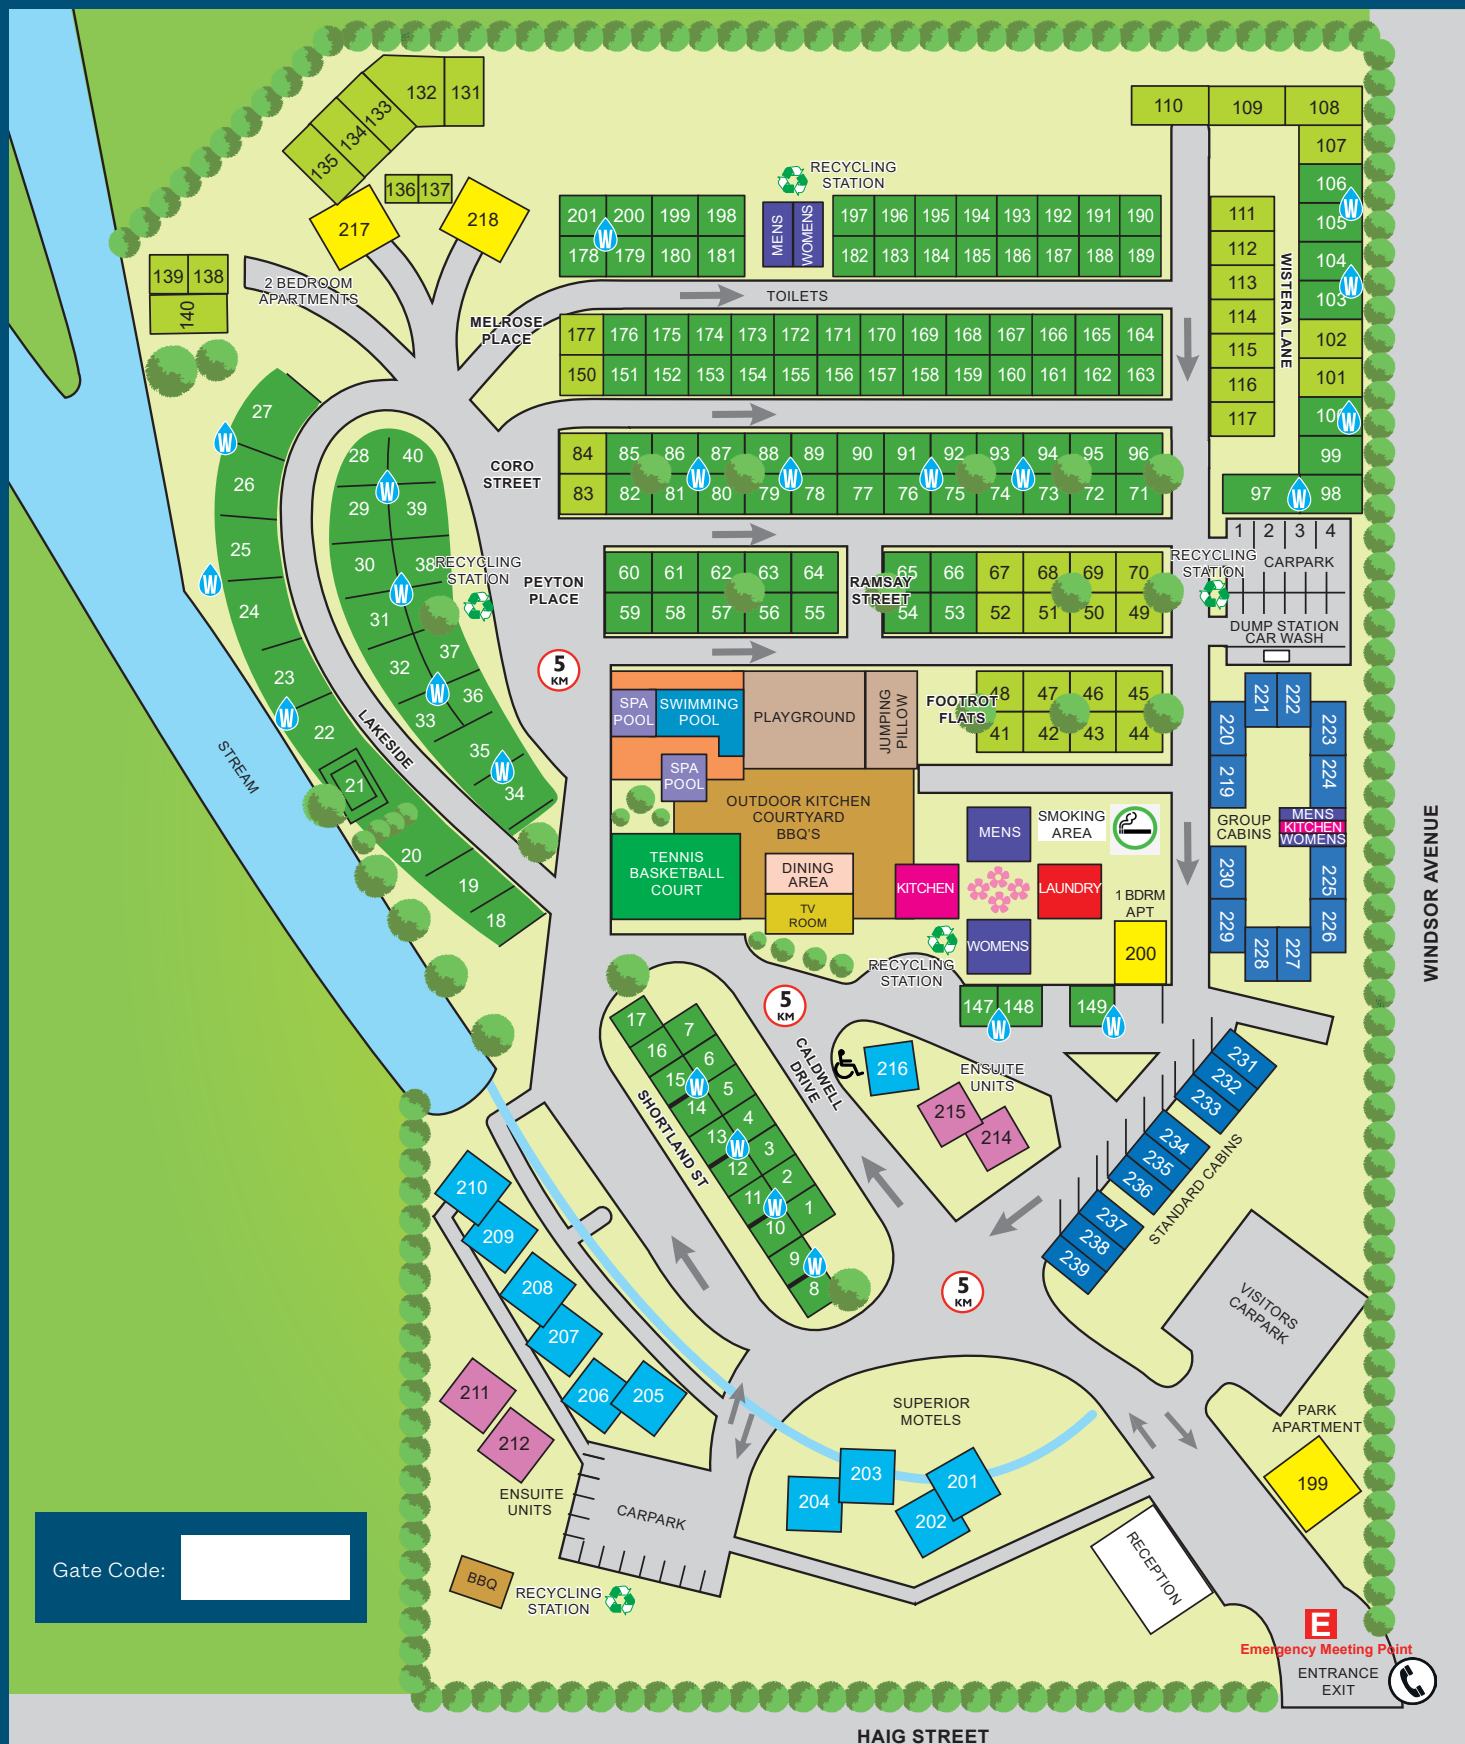 132
131
133
134
135
136
137
217
218
139
138
140
2 BEDROOM
APARTMENTS
MELROSE
PLACE
RECYCLING
STATION
201
200
199
198
178
179
180
181
W
MENS
WOMENS
197
196
195
194
193
192
191
190
182
183
184
185
186
187
188
189
TOILETS
177
176
175
174
173
172
171
170
169
168
167
166
165
164
150
151
152
153
154
155
156
157
158
159
160
161
162
163
110
109
108
107
106
W
105
104
W
103
102
101
W
99
97
W
98
111
112
113
114
115
116
117
WISTERIA LANE
CORO
STREET
84
85
86
87
88
89
90
91
92
93
94
95
96
W
W
W
W
83
82
81
80
79
78
77
76
75
74
73
72
71
1
2
3
4
CARPARK
RECYCLING
STATION
DUMP STATION
CAR WASH
PEYTON
PLACE
60
61
62
63
64
59
58
57
56
55
RAMSAY
STREET
65
66
67
68
69
70
54
53
52
51
50
49
27
W
26
25
W
24
23
W
22
21
20
19
18
28
40
W
29
39
30
38
W
31
37
32
W
36
33
35
W
34
RECYCLING
STATION
LAKESIDE
STREAM
5
KM
SPA
POOL
SWIMMING
POOL
PLAYGROUND
JUMPING
PILLOW
SPA
POOL
FOOTROT
FLATS
48
47
46
45
41
42
43
44
OUTDOOR KITCHEN
COURTYARD
BBQ'S
TENNIS
BASKETBALL
COURT
DINING
AREA
TV
ROOM
KITCHEN
MENS
SMOKING
AREA
LAUNDRY
WOMENS
1 BDRM
APT
200
RECYCLING
STATION
147
148
W
149
W
221
222
220
223
219
224
GROUP
CABINS
MENS
KITCHEN
WOMENS
230
225
229
226
228
227
WINDSOR AVENUE
5
KM
CALDWELL
DRIVE
216
ENSUITE
UNITS
215
214
17
7
16
6
15
W
5
14
4
13
W
3
12
2
11
W
1
10
9
W
8
SHORTLAND ST
231
232
233
234
235
236
237
238
239
STANDARD CABINS
5
KM
VISITORS
CARPARK
210
209
208
207
206
205
211
212
ENSUITE
UNITS
CARPARK
SUPERIOR
MOTELS
203
204
201
202
PARK
APARTMENT
199
RECEPTION
Gate Code:
BBQ
RECYCLING
STATION
E
Emergency Meeting Point
ENTRANCE
EXIT
HAIG STREET